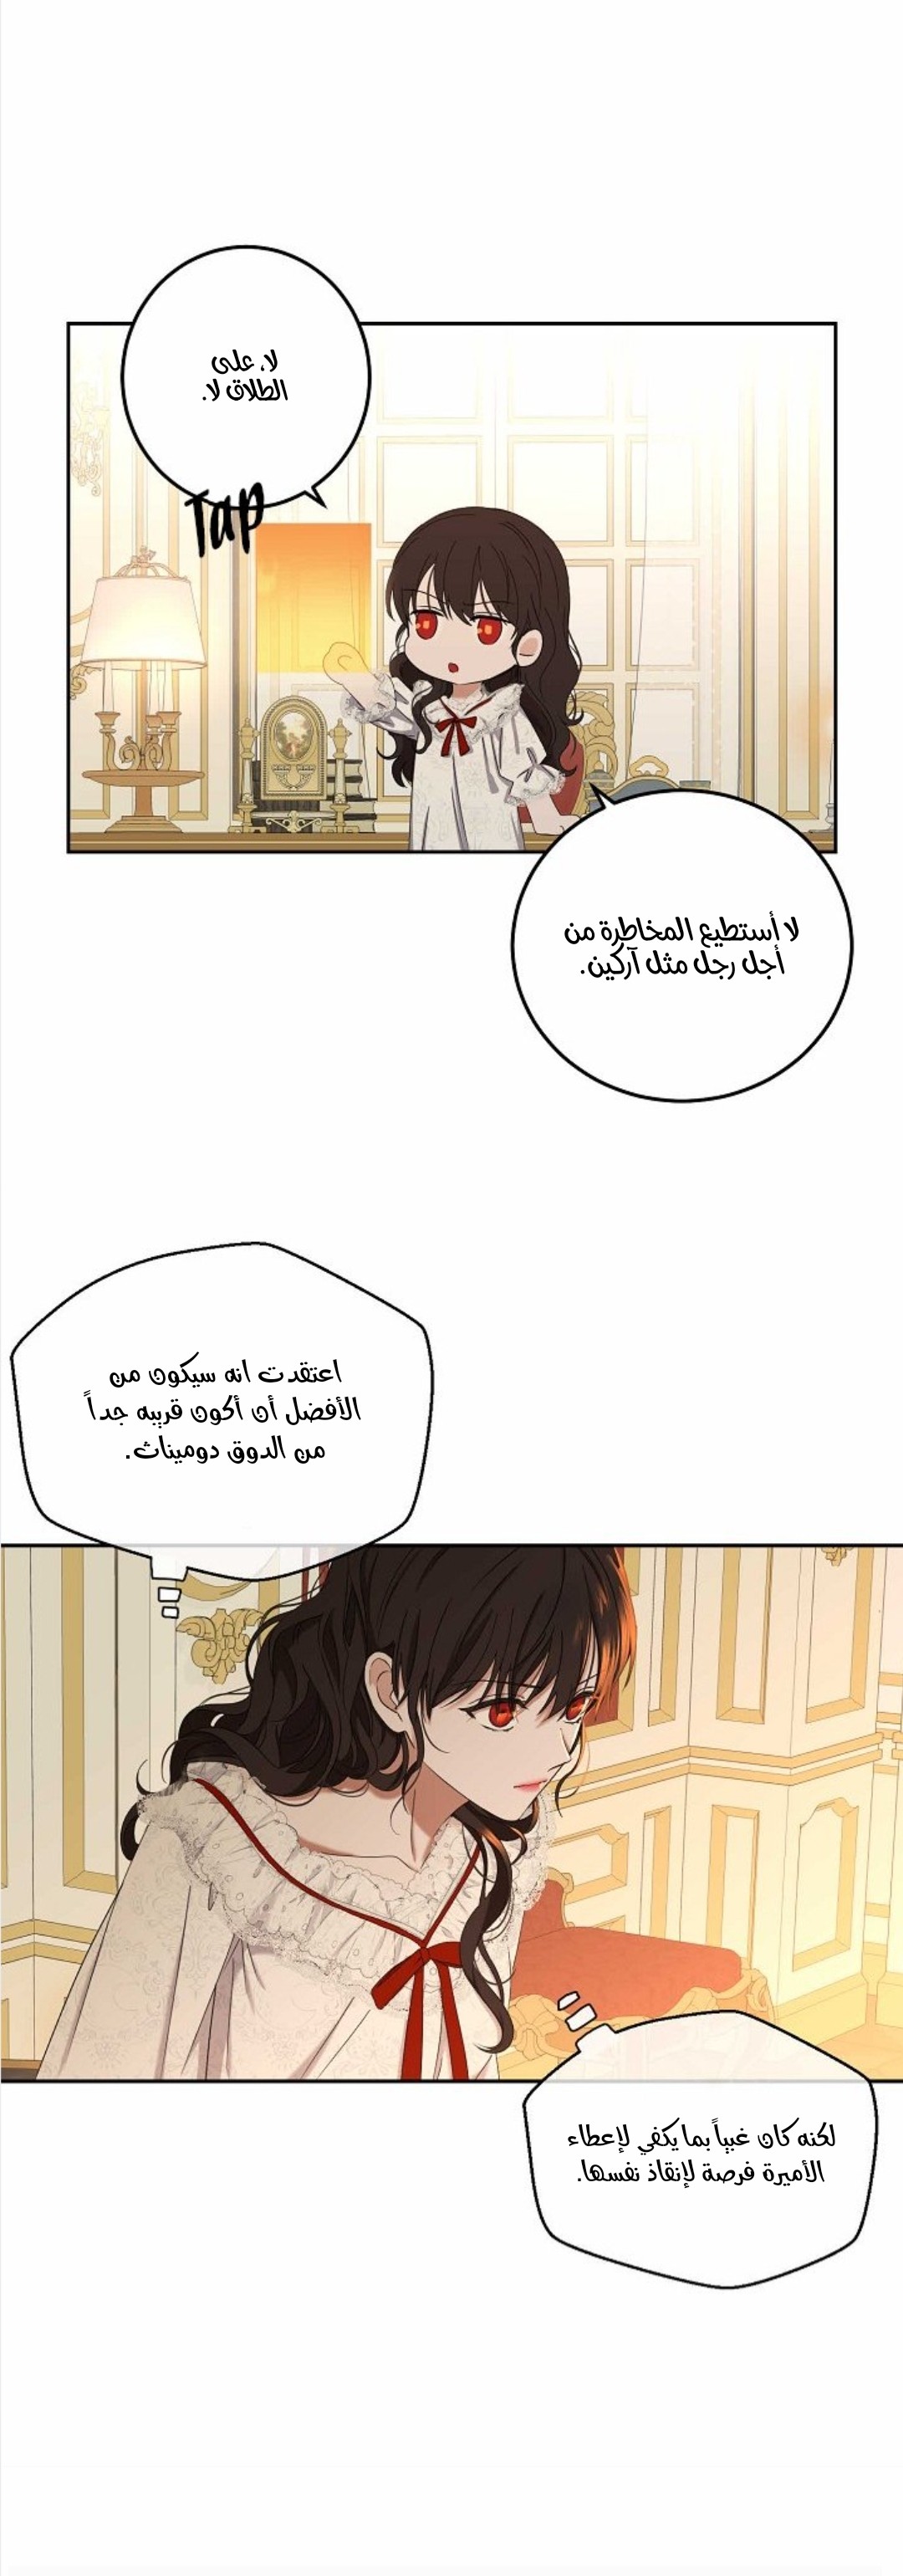 لا، على
الطلاق لا.
Tap
لا أستطيع المخاطرة من
أجل رجل مثل آركين.
اعتقدت انه سيكون من
الأفضل أن أكون قريبه جداً
من الدوق دومينات.
لكنه كان غبياً بما يكفي لإعطاء
الأميرة فرصة لإنقاذ نفسها.